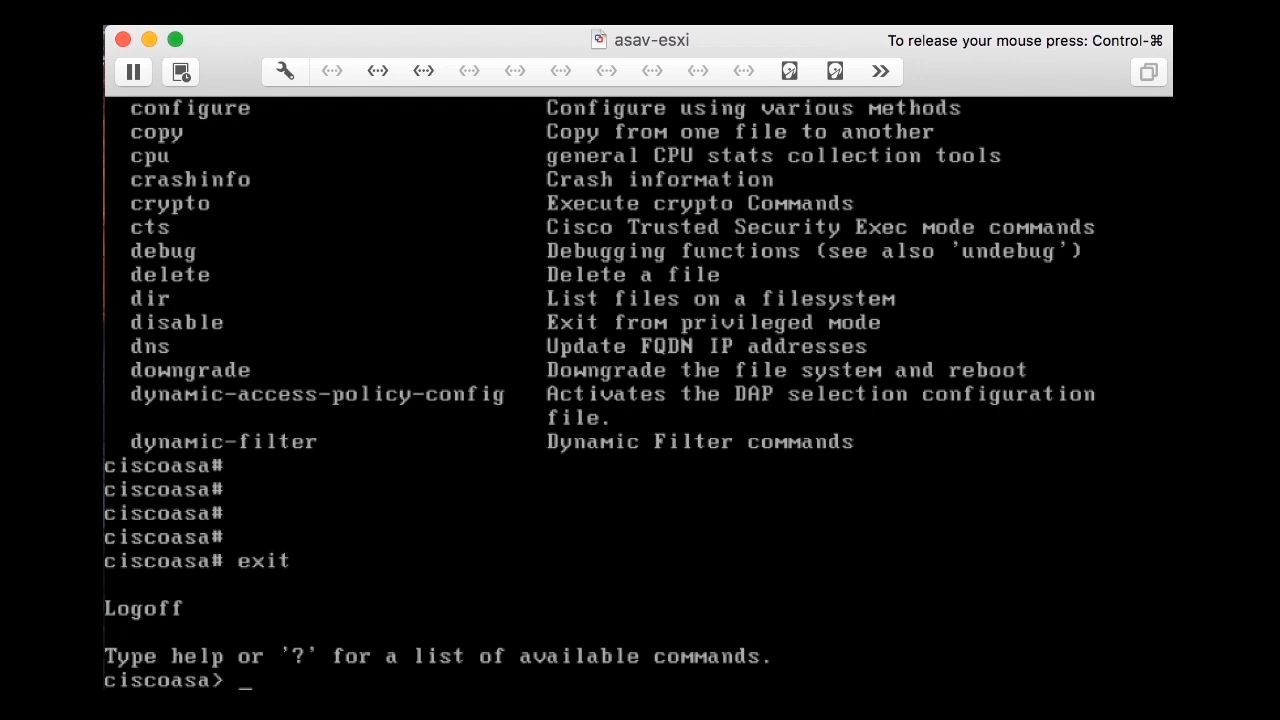 asav-esxi
To release your mouse press: Control-⌘
configure Configure using various methods
copy Copy from one file to another
cpu general CPU stats collection tools
crashinfo Crash information
crypto Execute crypto Commands
cts Cisco Trusted Security Exec mode commands
debug Debugging functions (see also 'undebug')
delete Delete a file
dir List files on a filesystem
disable Exit from privileged mode
dns Update FQDN IP addresses
downgrade Downgrade the file system and reboot
dynamic-access-policy-config Activates the DAP selection configuration
file.
dynamic-filter Dynamic Filter commands
ciscoasa#
ciscoasa#
ciscoasa#
ciscoasa#
ciscoasa# exit
Logoff
Type help or '?' for a list of available commands.
ciscoasa> _